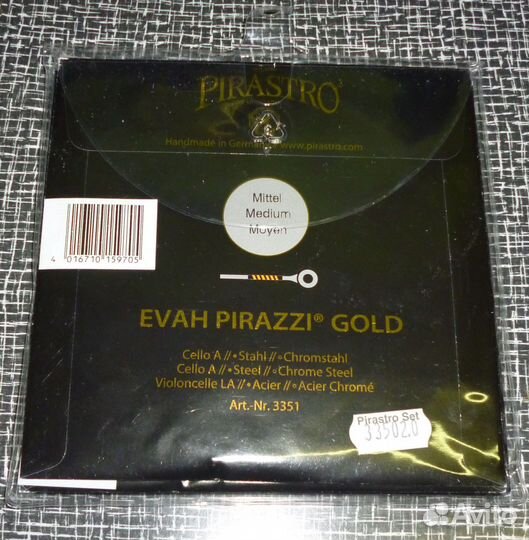 PIRASTRO
Handmade in Germany www.pirastro.com
Mittel
Medium
Moyen
4 016710 159705
EVAH PIRAZZI® GOLD
Cello A // •Stahl // ◦Chromstahl
Cello A // •Steel // ◦Chrome Steel
Violoncelle LA // •Acier // ◦Acier Chromé
Art.-Nr. 3351
Pirastro Set
335020
Avito